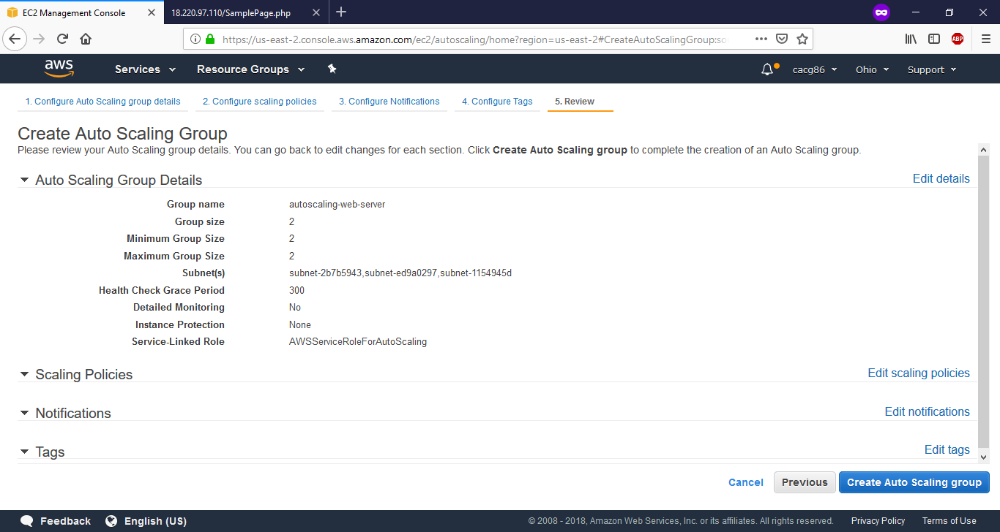 EC2 Management Console
18.220.97.110/SamplePage.php
https://us-east-2.console.aws.amazon.com/ec2/autoscaling/home?region=us-east-2#CreateAutoScalingGroup:so
ABP
aws Services Resource Groups cacg86 Ohio Support
1. Configure Auto Scaling group details 2. Configure scaling policies 3. Configure Notifications 4. Configure Tags 5. Review
Create Auto Scaling Group
Please review your Auto Scaling group details. You can go back to edit changes for each section. Click Create Auto Scaling group to complete the creation of an Auto Scaling group.
Auto Scaling Group Details Edit details
Group name autoscaling-web-server
Group size 2
Minimum Group Size 2
Maximum Group Size 2
Subnet(s) subnet-2b7b5943,subnet-ed9a0297,subnet-1154945d
Health Check Grace Period 300
Detailed Monitoring No
Instance Protection None
Service-Linked Role AWSServiceRoleForAutoScaling
Scaling Policies Edit scaling policies
Notifications Edit notifications
Tags Edit tags
Cancel Previous Create Auto Scaling group
Feedback English (US) © 2008 - 2018, Amazon Web Services, Inc. or its affiliates. All rights reserved. Privacy Policy Terms of Use